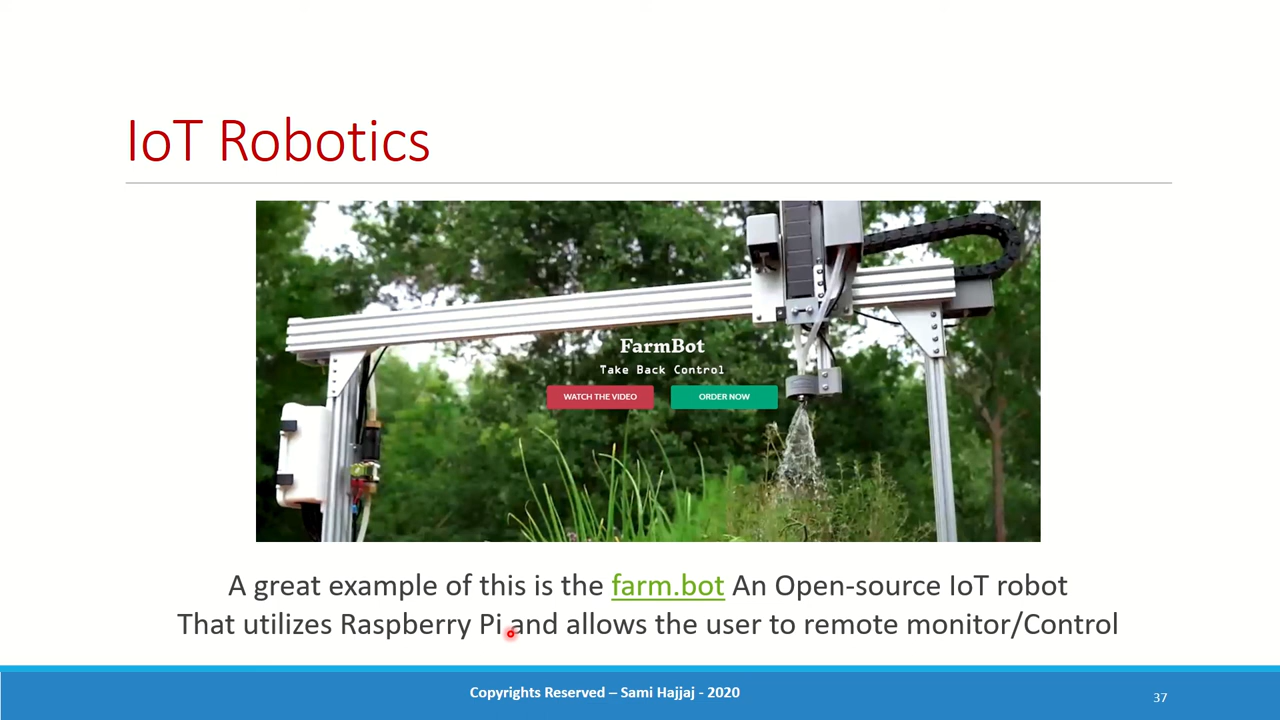 IoT Robotics
FarmBot
Take Back Control
WATCH THE VIDEO
ORDER NOW
A great example of this is the farm.bot An Open-source IoT robot
That utilizes Raspberry Pi and allows the user to remote monitor/Control
Copyrights Reserved – Sami Hajjaj - 2020
37